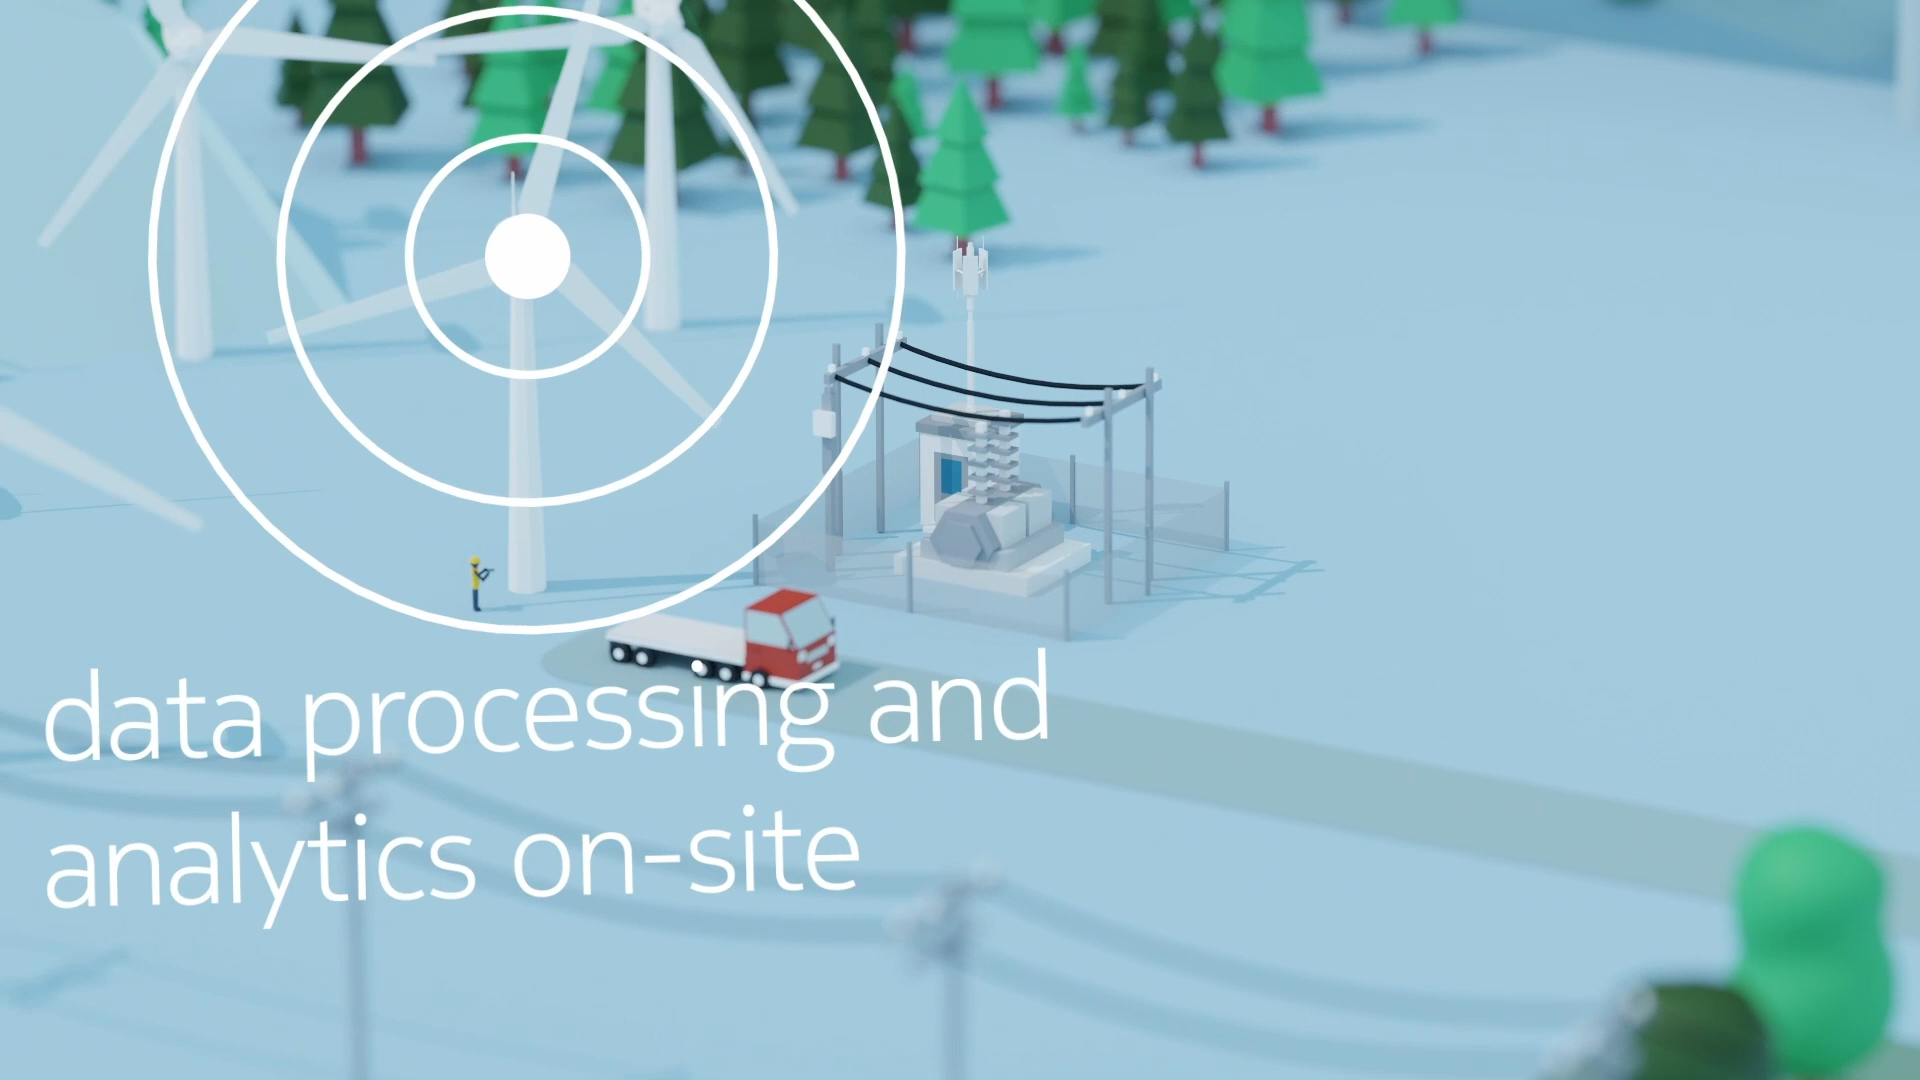 data processing and
analytics on-site